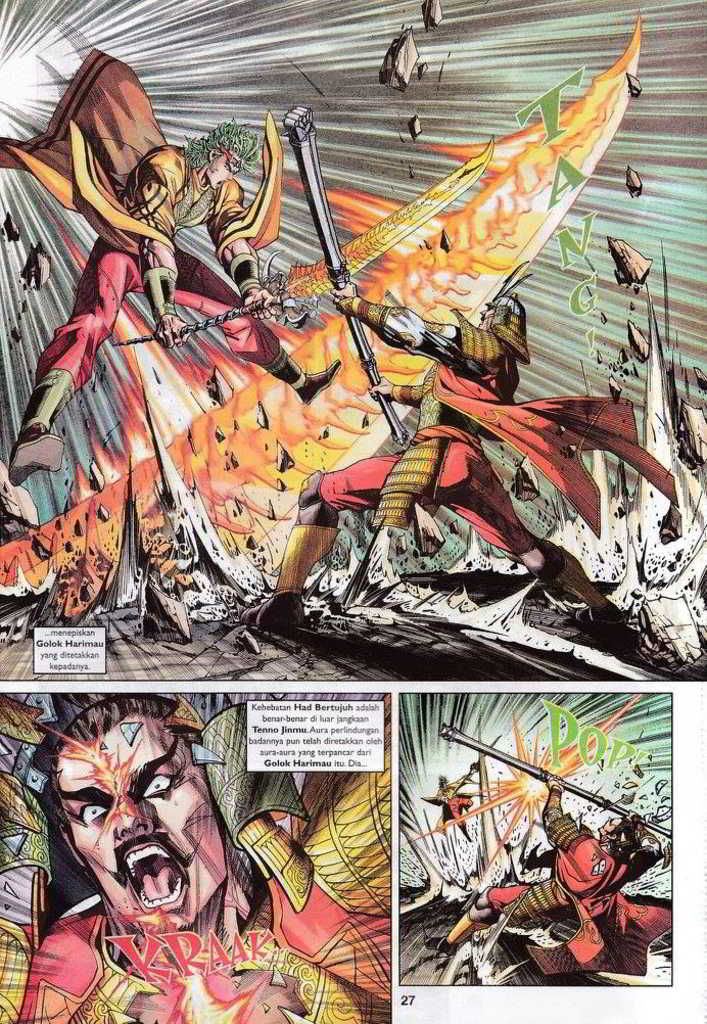 TANG!
...menepiskan
Golok Harimau
yang ditetakkan
kepadanya.
Kehebatan Had Bertujuh adalah
benar-benar di luar jangkaan
Tenno Jinmu. Aura perlindungan
badannya pun telah diretakkan oleh
aura-aura yang terpancar dari
Golok Harimau itu. Dia...
POP!
KRAAK
27